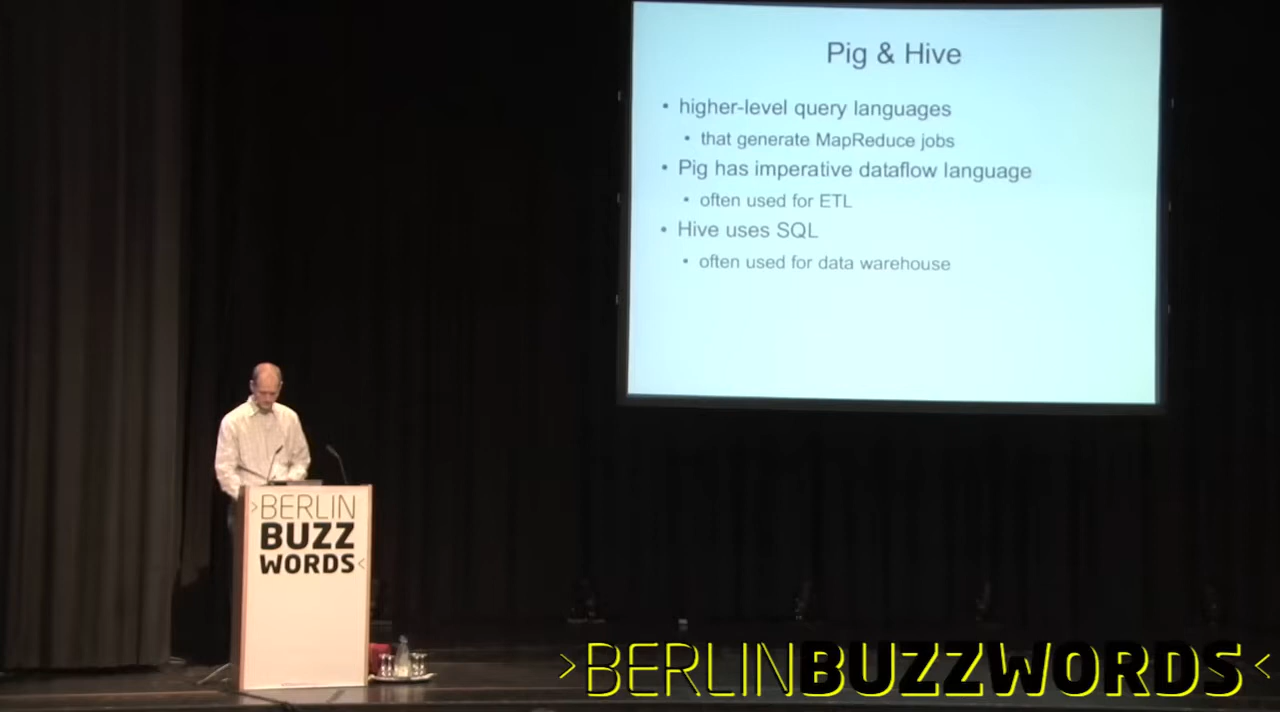 Pig & Hive
• higher-level query languages
• that generate MapReduce jobs
• Pig has imperative dataflow language
• often used for ETL
• Hive uses SQL
• often used for data warehouse
>BERLIN
BUZZ
WORDS<
>BERLINBUZZWORDS<